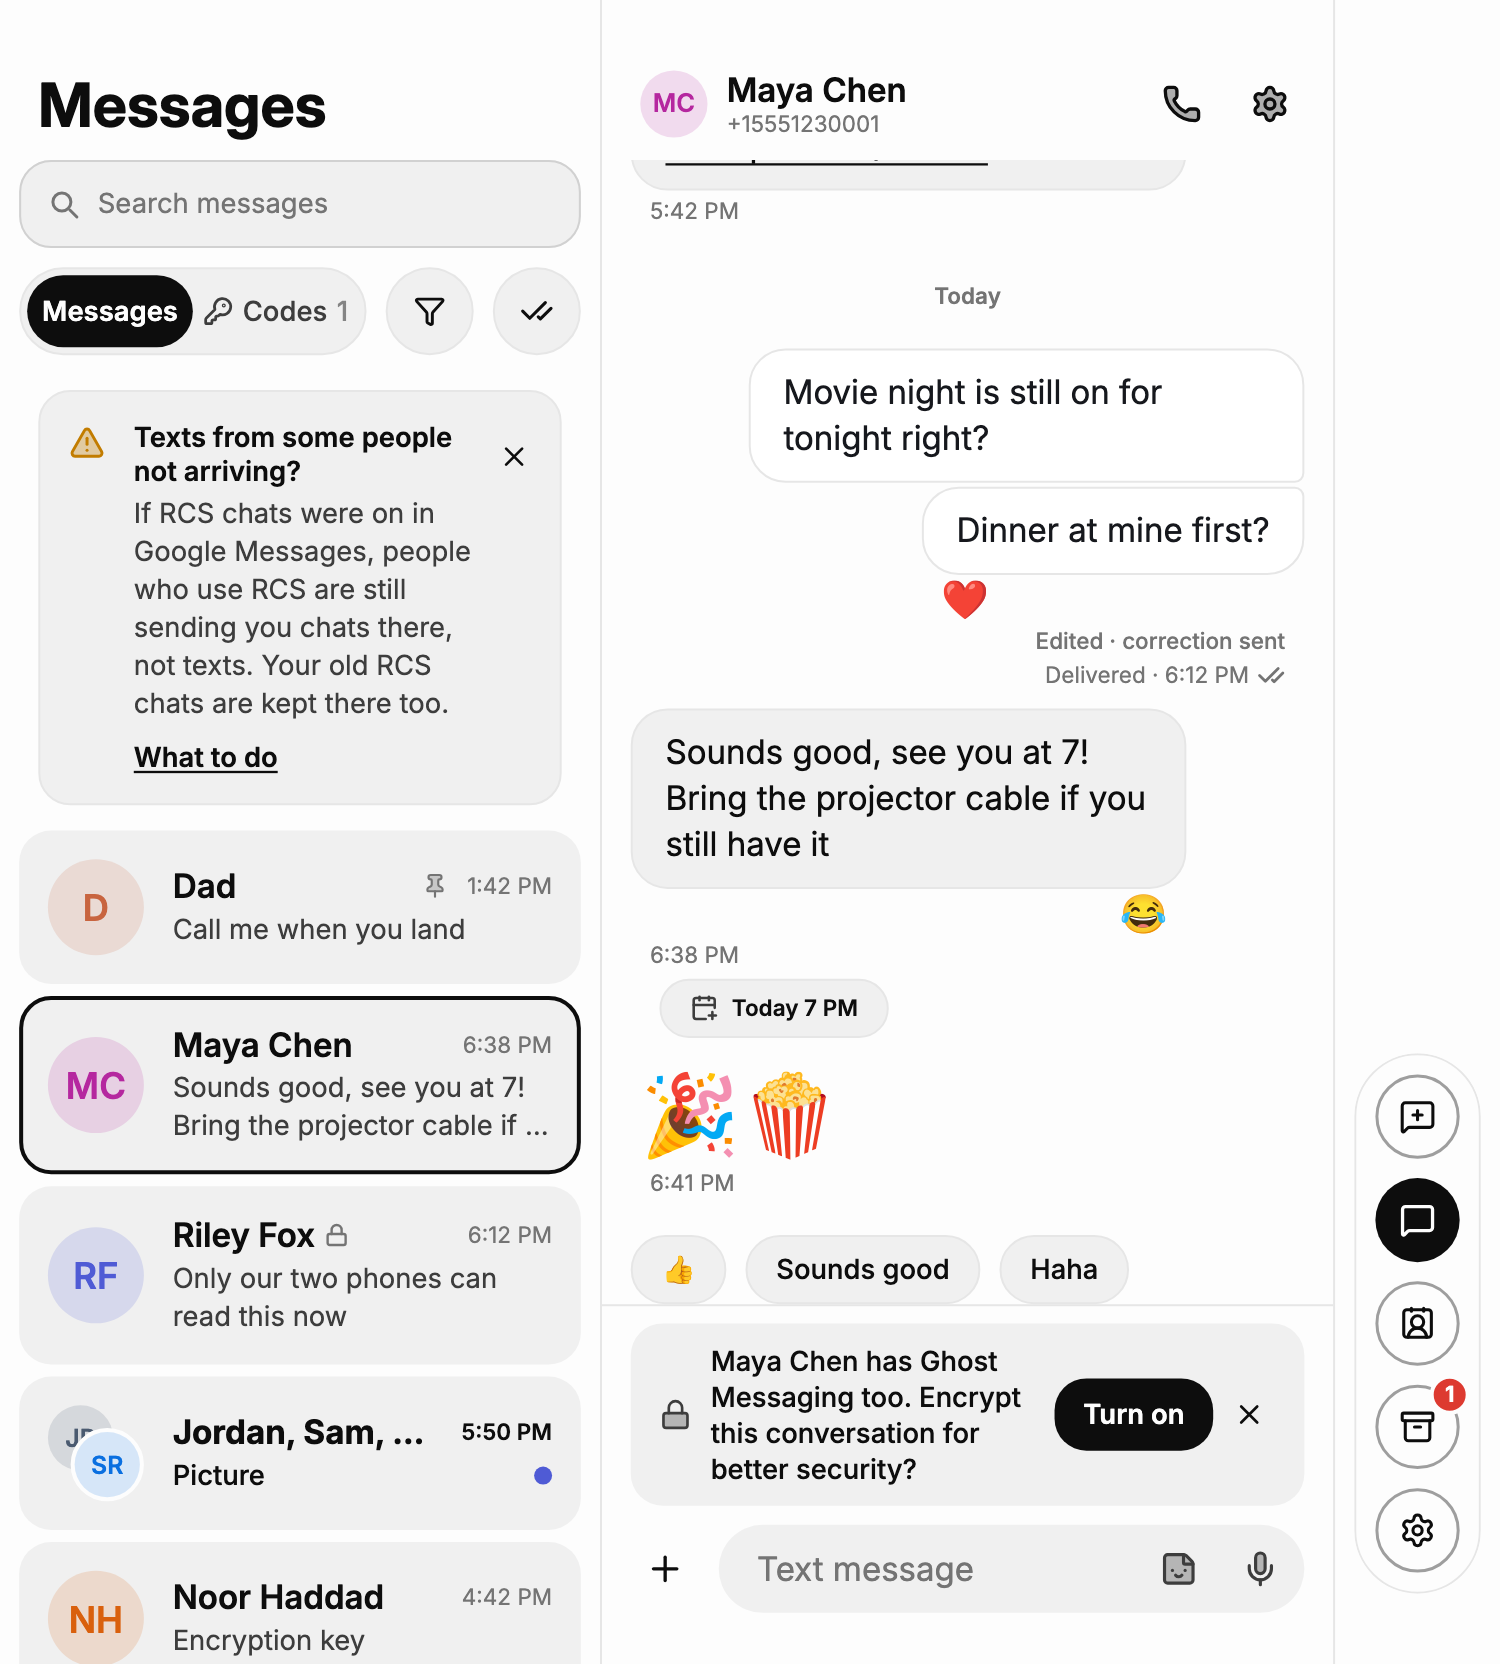 Messages
Search messages
Messages
Codes 1
Texts from some people
not arriving?
If RCS chats were on in
Google Messages, people
who use RCS are still
sending you chats there,
not texts. Your old RCS
chats are kept there too.
What to do
D
Dad
1:42 PM
Call me when you land
MC
Maya Chen
6:38 PM
Sounds good, see you at 7!
Bring the projector cable if ...
RF
Riley Fox
6:12 PM
Only our two phones can
read this now
SR
Jordan, Sam, ...
5:50 PM
Picture
NH
Noor Haddad
4:42 PM
Encryption key
MC
Maya Chen
+15551230001
5:42 PM
Today
Movie night is still on for
tonight right?
Dinner at mine first?
❤️
Edited · correction sent
Delivered · 6:12 PM
Sounds good, see you at 7!
Bring the projector cable if you
still have it
😂
6:38 PM
Today 7 PM
🎉🍿
6:41 PM
👍
Sounds good
Haha
Maya Chen has Ghost
Messaging too. Encrypt
this conversation for
better security?
Turn on
Text message
1